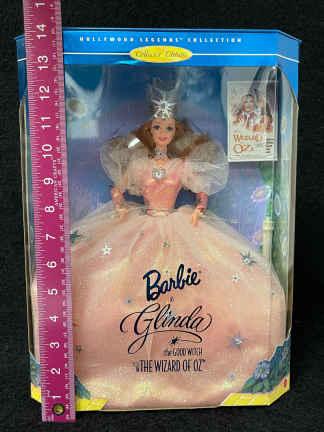 HOLLYWOOD LEGENDS COLLECTION
Collector Edition
WIZARD
OF
OZ
Barbie
as
Glinda
the GOOD WITCH
in "THE WIZARD OF OZ"
14
13
12
11
10
9
8
7
6
5
4
3
2
1